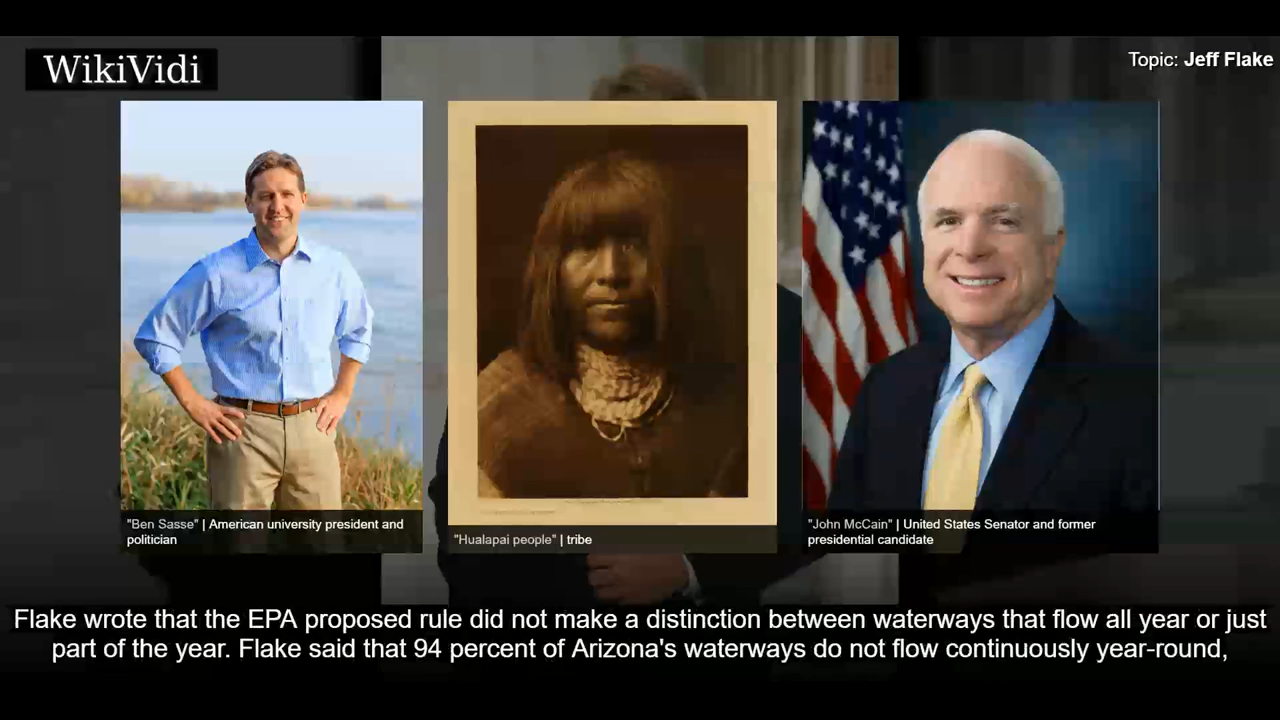 WikiVidi
Topic: Jeff Flake
"Ben Sasse" | American university president and
politician
"Hualapai people" | tribe
"John McCain" | United States Senator and former
presidential candidate
Flake wrote that the EPA proposed rule did not make a distinction between waterways that flow all year or just
part of the year. Flake said that 94 percent of Arizona's waterways do not flow continuously year-round,